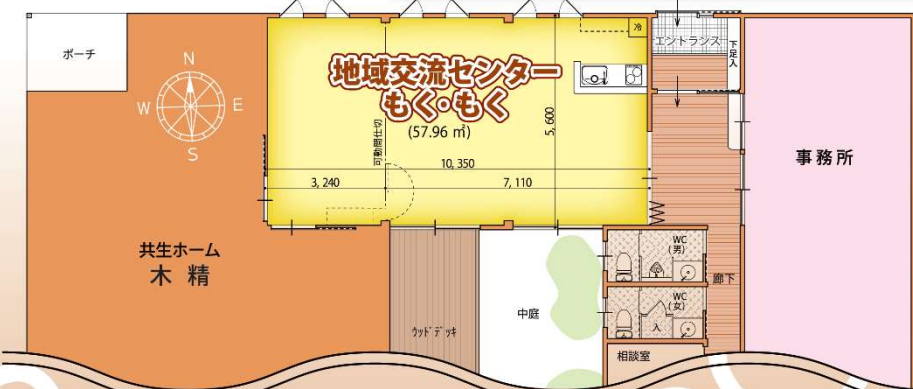 ポーチ
N
W
E
S
共生ホーム
木 精
地域交流センター
もく・もく
(57.96 ㎡)
可動間仕切
5,600
10,350
3,240
7,110
冷
エントランス
下足入
事務所
WC
(男)
WC
(女)
入
廊下
相談室
中庭
ウッドデッキ